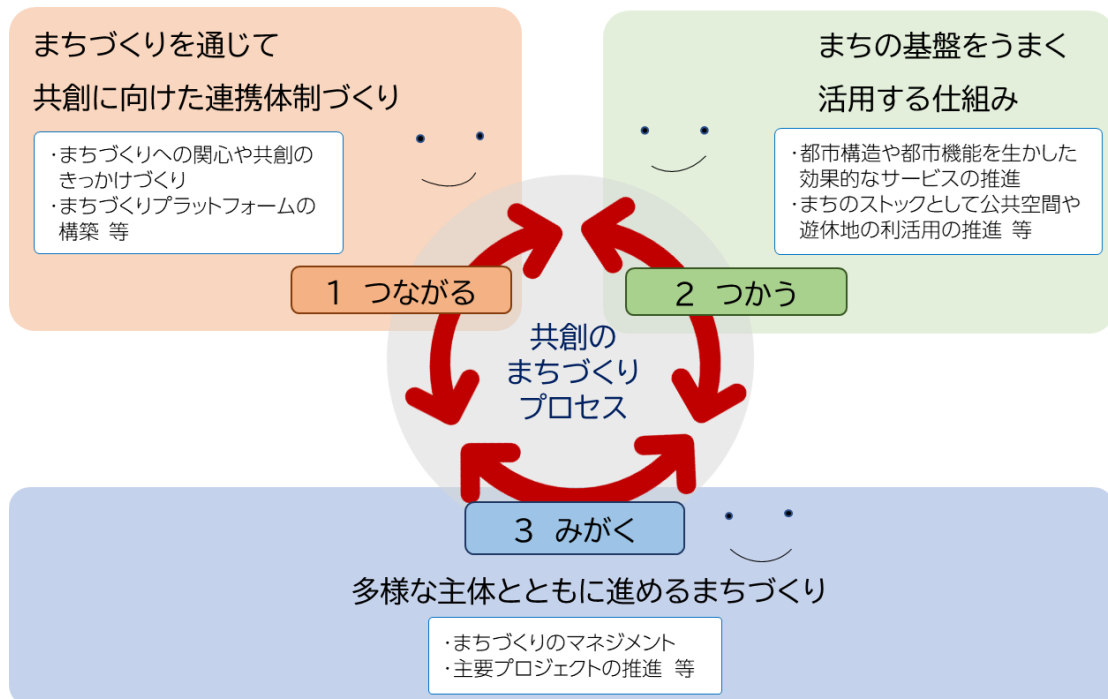 まちづくりを通じて
共創に向けた連携体制づくり
・まちづくりへの関心や共創の
きっかけづくり
・まちづくりプラットフォームの
構築 等
1 つながる
まちの基盤をうまく
活用する仕組み
・都市構造や都市機能を生かした
効果的なサービスの推進
・まちのストックとして公共空間や
遊休地の利活用の推進 等
2 つかう
共創の
まちづくり
プロセス
3 みがく
多様な主体とともに進めるまちづくり
・まちづくりのマネジメント
・主要プロジェクトの推進 等